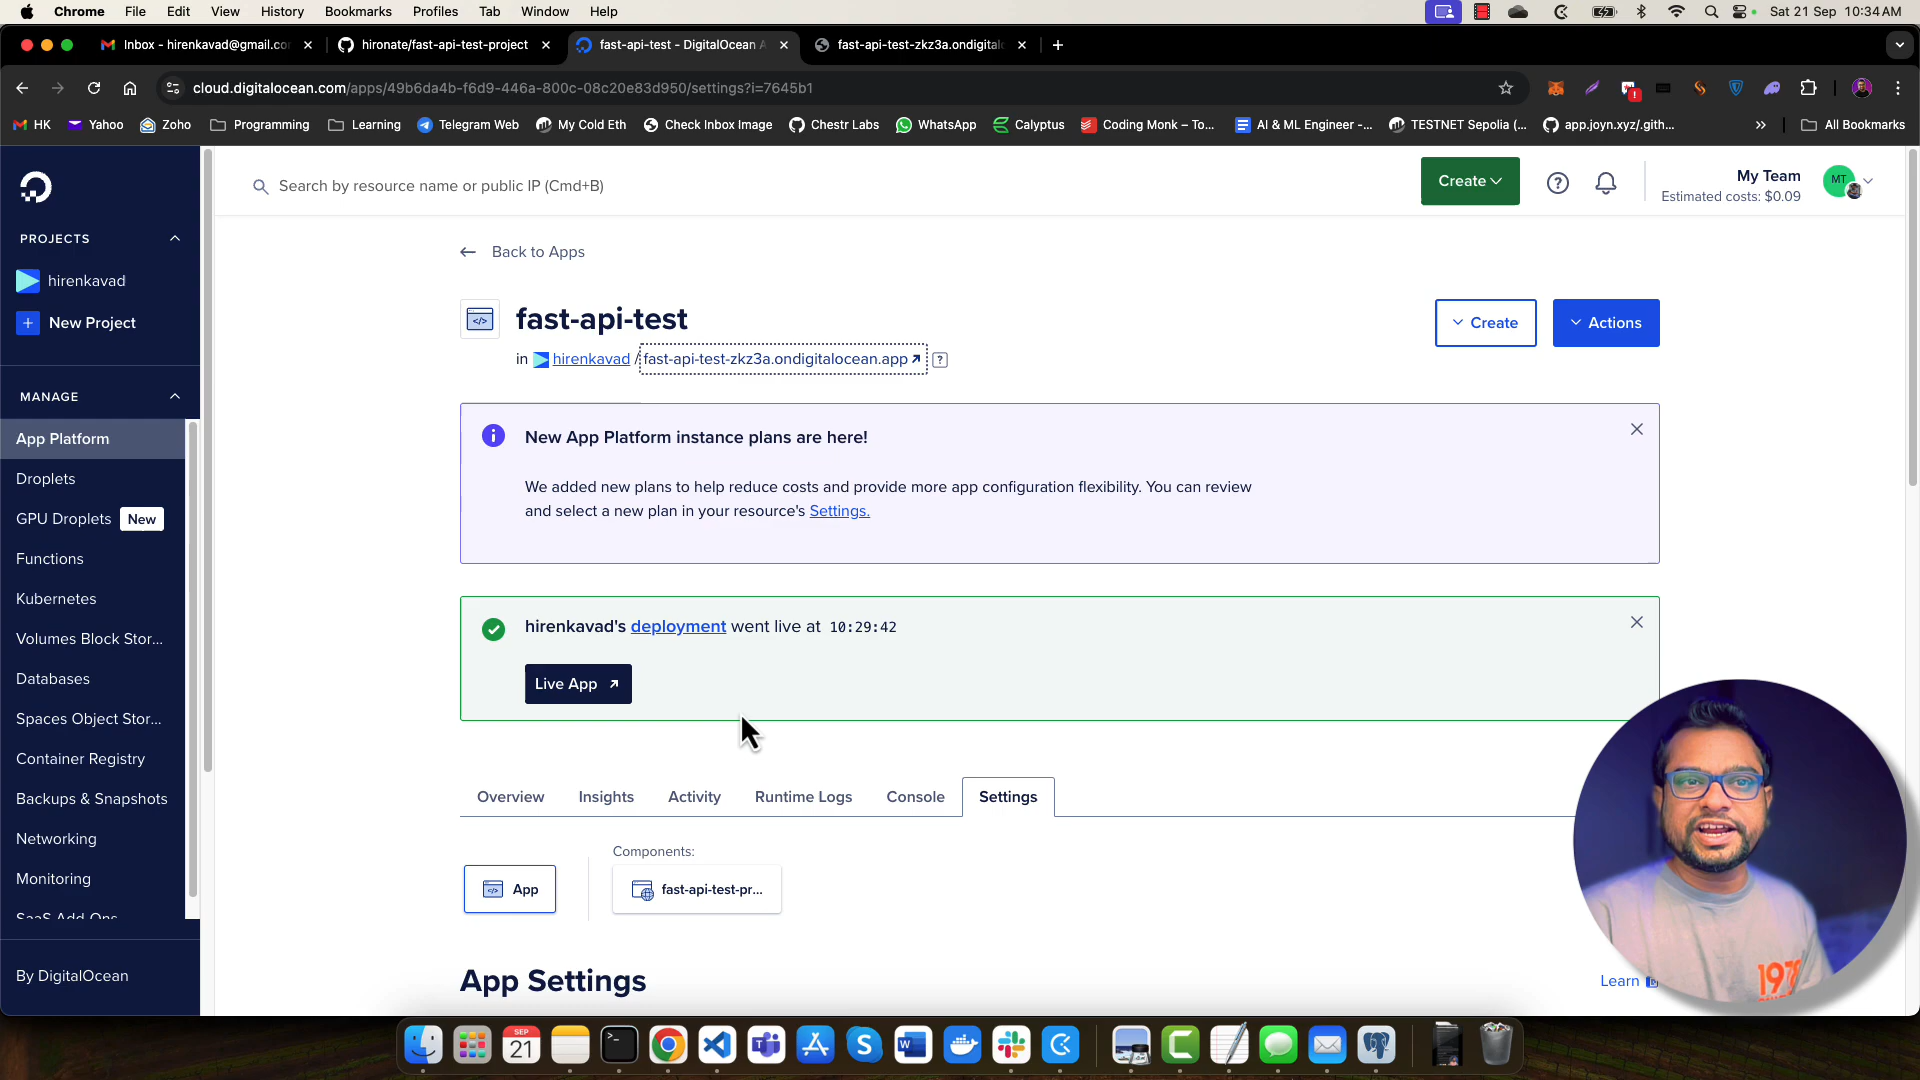 Chrome File Edit View History Bookmarks Profiles Tab Window Help Sat 21 Sep 10:34 AM
Inbox - hirenkavad@gmail.co hironate/fast-api-test-project fast-api-test - DigitalOcean A fast-api-test-zkz3a.ondigital
cloud.digitalocean.com/apps/49b6da4b-f6d9-446a-800c-08c20e83d950/settings?i=7645b1
HK Yahoo Zoho Programming Learning Telegram Web My Cold Eth Check Inbox Image Chestr Labs WhatsApp Calyptus Coding Monk – To... AI & ML Engineer -... TESTNET Sepolia (... app.joyn.xyz/.gith... » All Bookmarks
Search by resource name or public IP (Cmd+B)
Create
My Team
Estimated costs: $0.09
MT
PROJECTS
hirenkavad
New Project
MANAGE
App Platform
Droplets
GPU Droplets New
Functions
Kubernetes
Volumes Block Stor...
Databases
Spaces Object Stor...
Container Registry
Backups & Snapshots
Networking
Monitoring
SaaS Add-Ons
By DigitalOcean
Back to Apps
fast-api-test
in hirenkavad / fast-api-test-zkz3a.ondigitalocean.app ?
Create
Actions
New App Platform instance plans are here!
We added new plans to help reduce costs and provide more app configuration flexibility. You can review
and select a new plan in your resource's Settings.
hirenkavad's deployment went live at 10:29:42
Live App
Overview Insights Activity Runtime Logs Console Settings
Components:
App
fast-api-test-pr...
App Settings
Learn
SEP
21